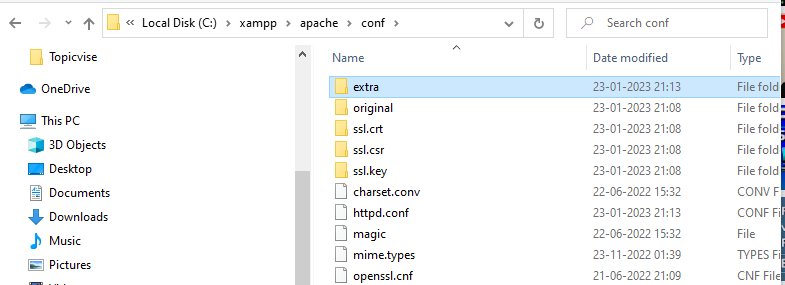 Local Disk (C:) xampp apache conf Search conf
Name Date modified Type
Topicvise
OneDrive
This PC
3D Objects
Desktop
Documents
Downloads
Music
Pictures
extra 23-01-2023 21:13 File fold
original 23-01-2023 21:08 File fold
ssl.crt 23-01-2023 21:08 File fold
ssl.csr 23-01-2023 21:08 File fold
ssl.key 23-01-2023 21:08 File fold
charset.conv 22-06-2022 15:32 CONV F
httpd.conf 23-01-2023 21:13 CONF Fi
magic 22-06-2022 15:32 File
mime.types 23-11-2022 01:39 TYPES Fi
openssl.cnf 21-06-2022 21:09 CNF File